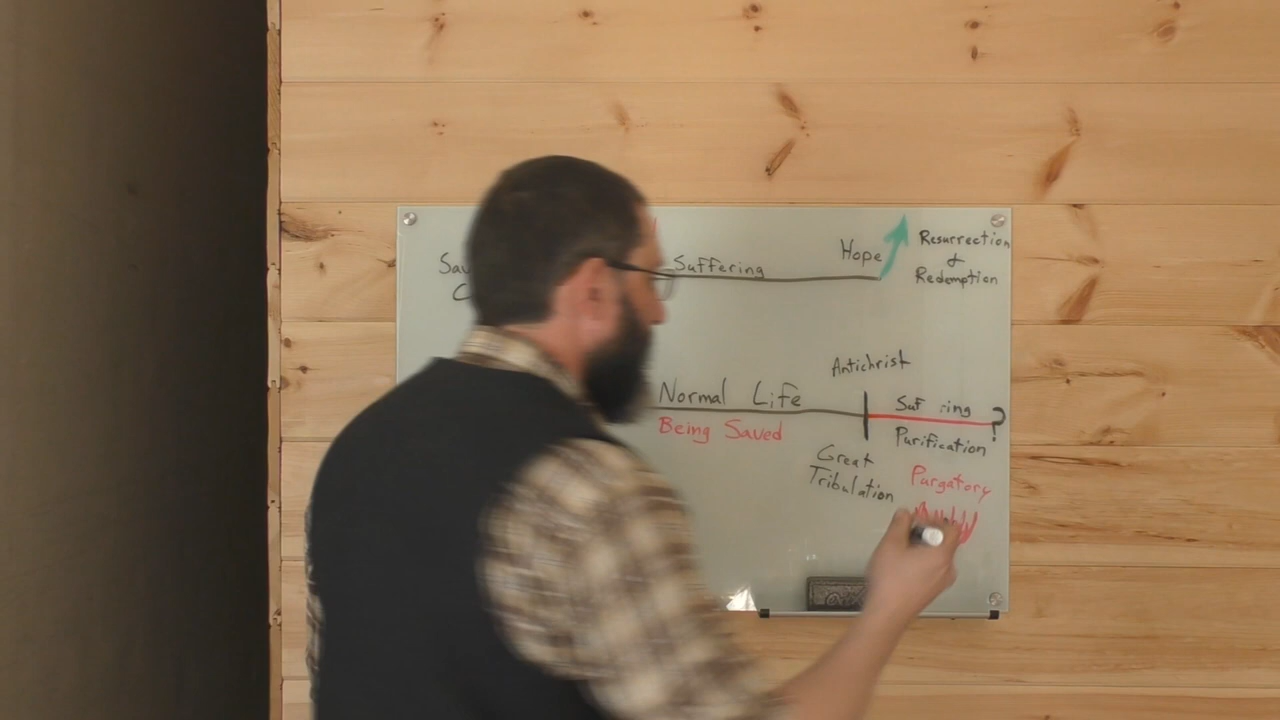 Suffering
Hope
Resurrection
&
Redemption
Antichrist
Normal Life
Suf ring
?
Being Saved
Purification
Great
Tribulation
Purgatory